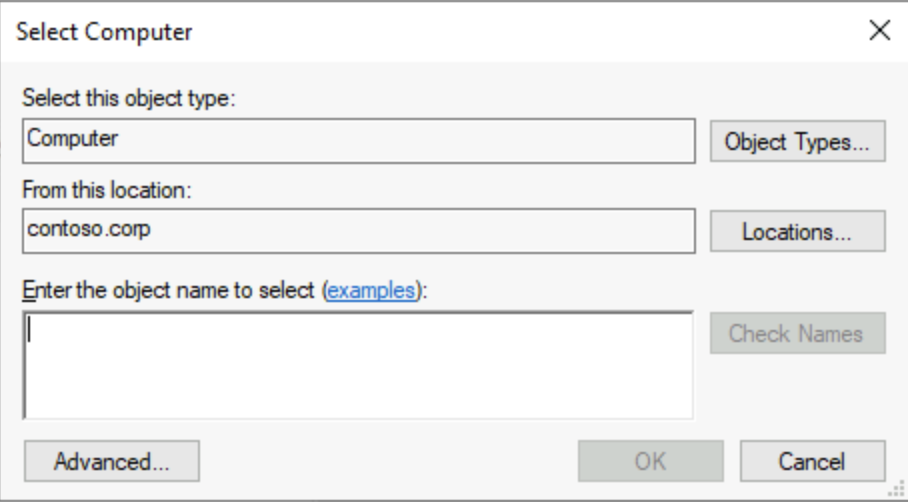 Select Computer
Select this object type:
Computer
Object Types...
From this location:
contoso.corp
Locations...
Enter the object name to select (examples):
Check Names
Advanced...
OK
Cancel